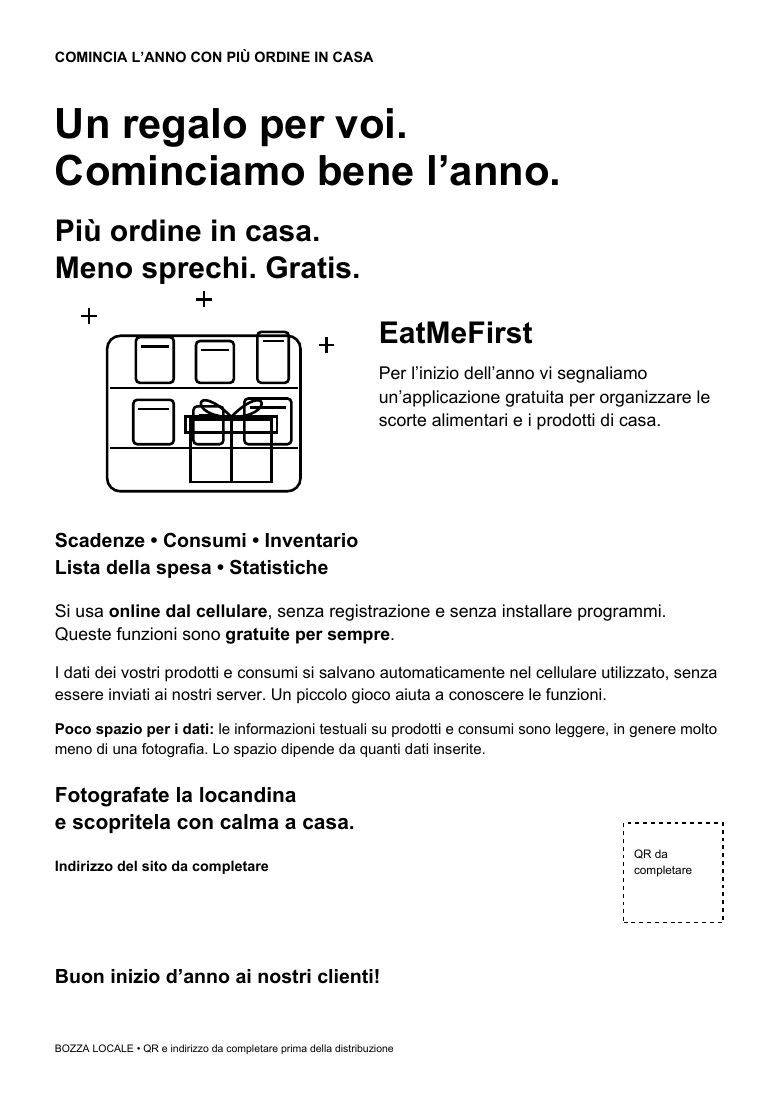 COMINCIA L’ANNO CON PIÙ ORDINE IN CASA
Un regalo per voi.
Cominciamo bene l’anno.
Più ordine in casa.
Meno sprechi. Gratis.
EatMeFirst
Per l’inizio dell’anno vi segnaliamo
un’applicazione gratuita per organizzare le
scorte alimentari e i prodotti di casa.
Scadenze • Consumi • Inventario
Lista della spesa • Statistiche
Si usa online dal cellulare, senza registrazione e senza installare programmi.
Queste funzioni sono gratuite per sempre.
I dati dei vostri prodotti e consumi si salvano automaticamente nel cellulare utilizzato, senza
essere inviati ai nostri server. Un piccolo gioco aiuta a conoscere le funzioni.
Poco spazio per i dati: le informazioni testuali su prodotti e consumi sono leggere, in genere molto
meno di una fotografia. Lo spazio dipende da quanti dati inserite.
Fotografate la locandina
e scopritela con calma a casa.
Indirizzo del sito da completare
QR da
completare
Buon inizio d’anno ai nostri clienti!
BOZZA LOCALE • QR e indirizzo da completare prima della distribuzione